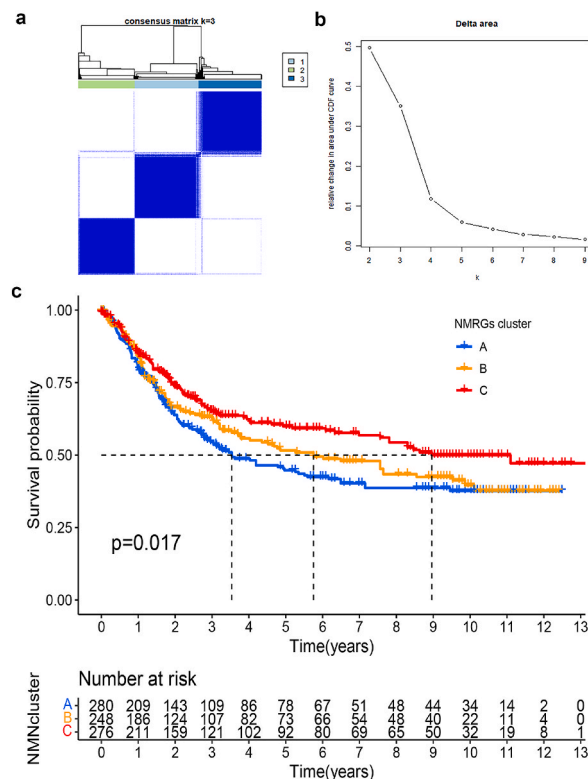 a
consensus matrix k=3
1
2
3
b
Delta area
relative change in area under CDF curve
0.5
0.4
0.3
0.2
0.1
0.0
2 3 4 5 6 7 8 9
k
c
Survival probability
1.00
0.75
0.50
0.25
0.00
NMRGs cluster
A
B
C
p=0.017
0 1 2 3 4 5 6 7 8 9 10 11 12 13
Time(years)
Number at risk
NMNcluster
A 280 209 143 109 86 78 67 51 48 44 34 14 2 0
B 248 186 124 107 82 73 66 54 48 40 22 11 4 0
C 276 211 159 121 102 92 80 69 65 50 32 19 8 1
0 1 2 3 4 5 6 7 8 9 10 11 12 13
Time(years)